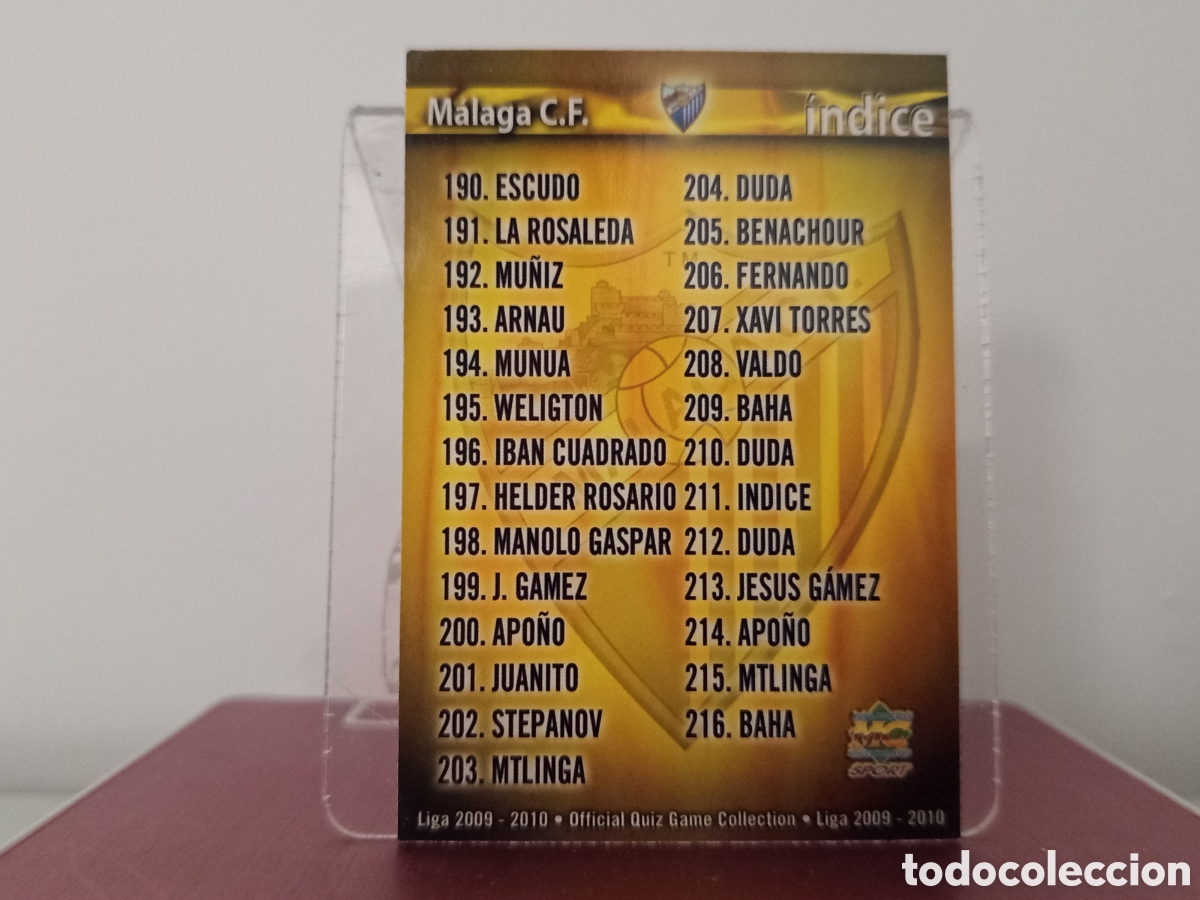 Málaga C.F.
índice
190. ESCUDO
191. LA ROSALEDA
192. MUÑIZ
193. ARNAU
194. MUNUA
195. WELIGTON
196. IBAN CUADRADO
197. HELDER ROSARIO
198. MANOLO GASPAR
199. J. GAMEZ
200. APOÑO
201. JUANITO
202. STEPANOV
203. MTLINGA
204. DUDA
205. BENACHOUR
206. FERNANDO
207. XAVI TORRES
208. VALDO
209. BAHA
210. DUDA
211. INDICE
212. DUDA
213. JESUS GÁMEZ
214. APOÑO
215. MTLINGA
216. BAHA
TM
SPORT
Liga 2009 - 2010 • Official Quiz Game Collection • Liga 2009 - 2010
todocoleccion